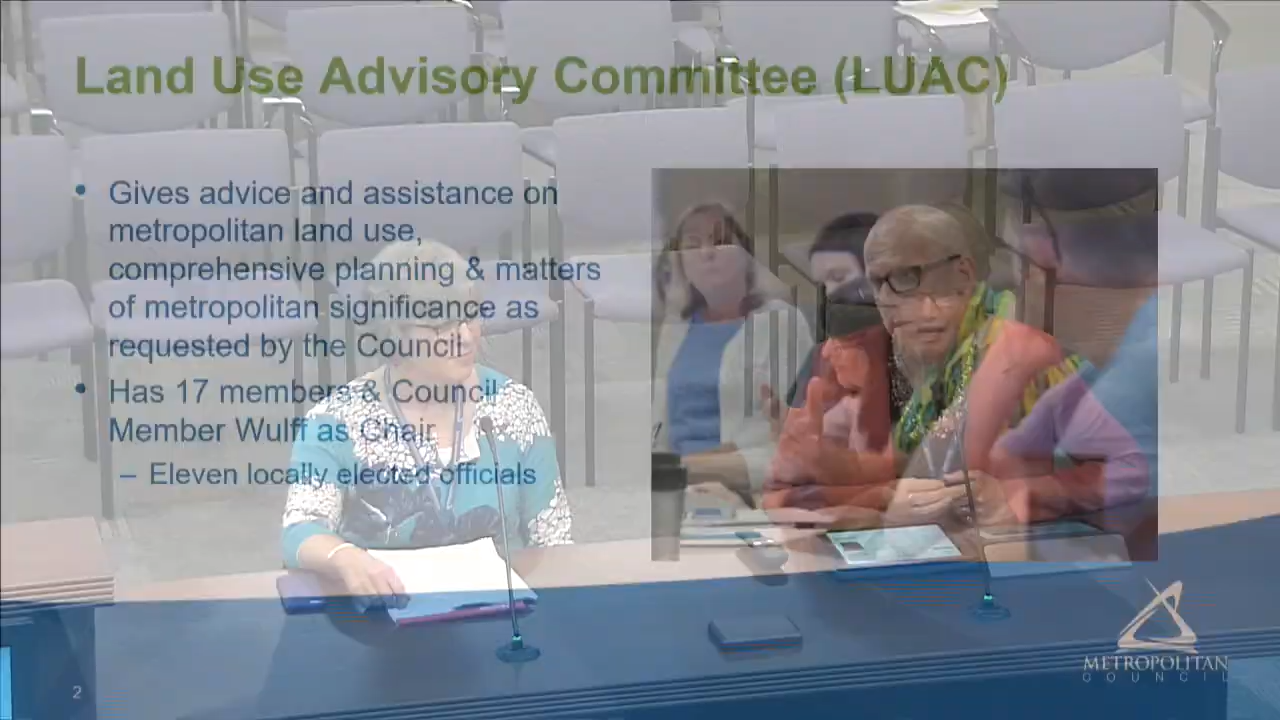 Land Use Advisory Committee (LUAC)
• Gives advice and assistance on
metropolitan land use,
comprehensive planning & matters
of metropolitan significance as
requested by the Council
• Has 17 members & Council
Member Wulff as Chair
– Eleven locally elected officials
METROPOLITAN
COUNCIL
2